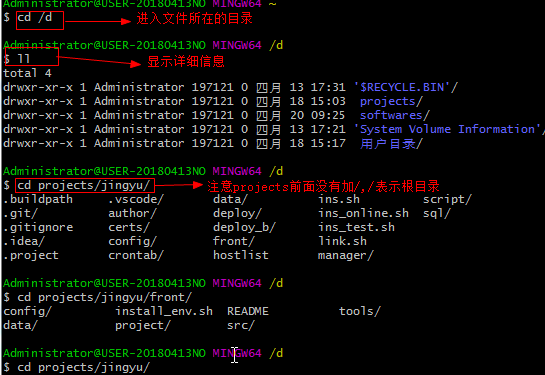 Administrator@USER-20180413NO MINGW64 ~
$ cd /d 进入文件所在的目录
Administrator@USER-20180413NO MINGW64 /d
$ ll 显示详细信息
total 4
drwxr-xr-x 1 Administrator 197121 0 四月 13 17:31 '$RECYCLE.BIN'/
drwxr-xr-x 1 Administrator 197121 0 四月 18 15:03 projects/
drwxr-xr-x 1 Administrator 197121 0 四月 20 09:25 softwares/
drwxr-xr-x 1 Administrator 197121 0 四月 13 17:21 'System Volume Information'/
drwxr-xr-x 1 Administrator 197121 0 四月 18 15:17 用户目录/
Administrator@USER-20180413NO MINGW64 /d
$ cd projects/jingyu/ 注意projects前面没有加/,/表示根目录
.buildpath .vscode/ data/ ins.sh script/
.git/ author/ deploy/ ins_online.sh sql/
.gitignore certs/ deploy_b/ ins_test.sh
.idea/ config/ front/ link.sh
.project crontab/ hostlist manager/
Administrator@USER-20180413NO MINGW64 /d
$ cd projects/jingyu/front/
config/ install_env.sh README tools/
data/ project/ src/
Administrator@USER-20180413NO MINGW64 /d
$ cd projects/jingyu/